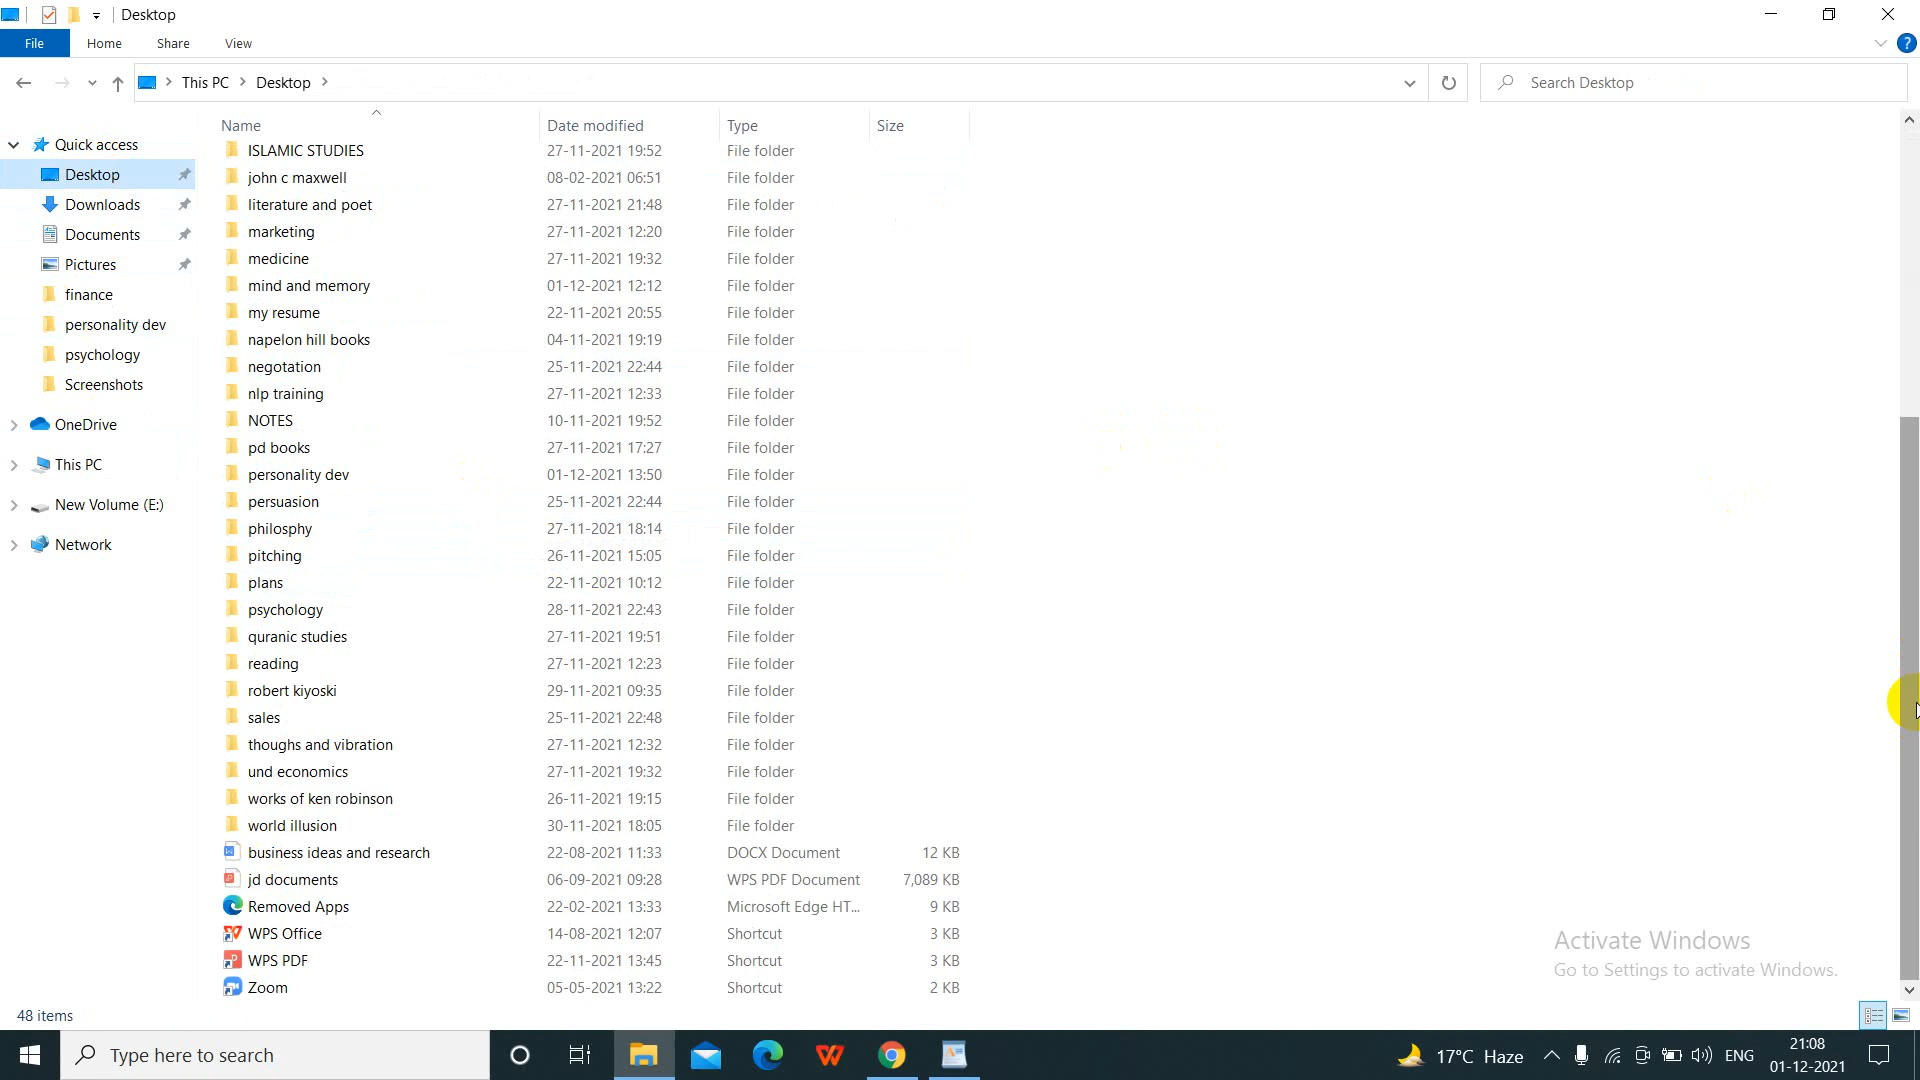 Desktop
File Home Share View
This PC Desktop
Search Desktop
Name Date modified Type Size
Quick access
Desktop
Downloads
Documents
Pictures
finance
personality dev
psychology
Screenshots
OneDrive
This PC
New Volume (E:)
Network
ISLAMIC STUDIES 27-11-2021 19:52 File folder
john c maxwell 08-02-2021 06:51 File folder
literature and poet 27-11-2021 21:48 File folder
marketing 27-11-2021 12:20 File folder
medicine 27-11-2021 19:32 File folder
mind and memory 01-12-2021 12:12 File folder
my resume 22-11-2021 20:55 File folder
napelon hill books 04-11-2021 19:19 File folder
negotation 25-11-2021 22:44 File folder
nlp training 27-11-2021 12:33 File folder
NOTES 10-11-2021 19:52 File folder
pd books 27-11-2021 17:27 File folder
personality dev 01-12-2021 13:50 File folder
persuasion 25-11-2021 22:44 File folder
philosphy 27-11-2021 18:14 File folder
pitching 26-11-2021 15:05 File folder
plans 22-11-2021 10:12 File folder
psychology 28-11-2021 22:43 File folder
quranic studies 27-11-2021 19:51 File folder
reading 27-11-2021 12:23 File folder
robert kiyoski 29-11-2021 09:35 File folder
sales 25-11-2021 22:48 File folder
thoughs and vibration 27-11-2021 12:32 File folder
und economics 27-11-2021 19:32 File folder
works of ken robinson 26-11-2021 19:15 File folder
world illusion 30-11-2021 18:05 File folder
business ideas and research 22-08-2021 11:33 DOCX Document 12 KB
jd documents 06-09-2021 09:28 WPS PDF Document 7,089 KB
Removed Apps 22-02-2021 13:33 Microsoft Edge HT... 9 KB
WPS Office 14-08-2021 12:07 Shortcut 3 KB
WPS PDF 22-11-2021 13:45 Shortcut 3 KB
Zoom 05-05-2021 13:22 Shortcut 2 KB
Activate Windows
Go to Settings to activate Windows.
48 items
Type here to search
17°C Haze
ENG
21:08
01-12-2021